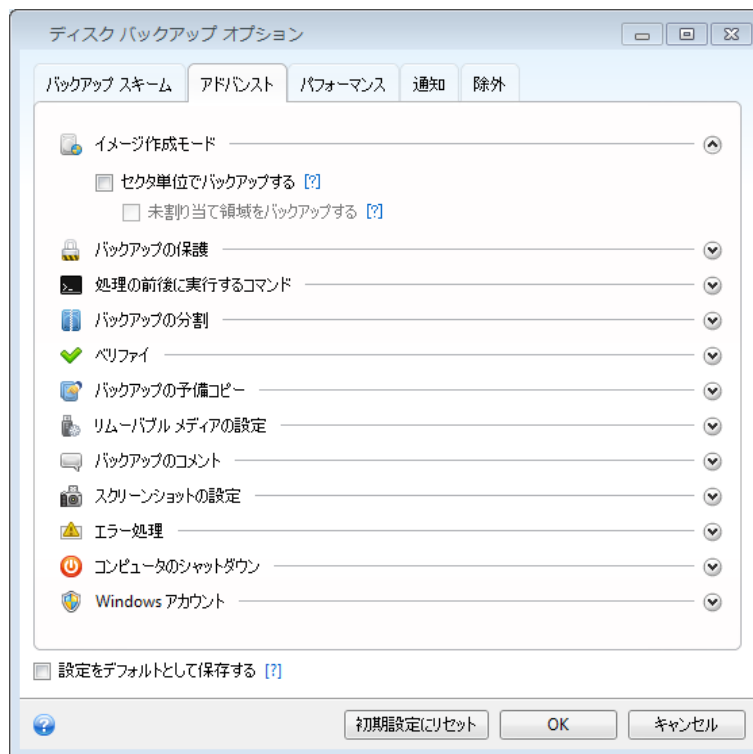 ディスク バックアップ オプション
バックアップ スキーム アドバンスト パフォーマンス 通知 除外
イメージ作成モード
セクタ単位でバックアップする [?]
未割り当て領域をバックアップする [?]
バックアップの保護
処理の前後に実行するコマンド
バックアップの分割
ベリファイ
バックアップの予備コピー
リムーバブル メディアの設定
バックアップのコメント
スクリーンショットの設定
エラー処理
コンピュータのシャットダウン
Windows アカウント
設定をデフォルトとして保存する [?]
初期設定にリセット OK キャンセル